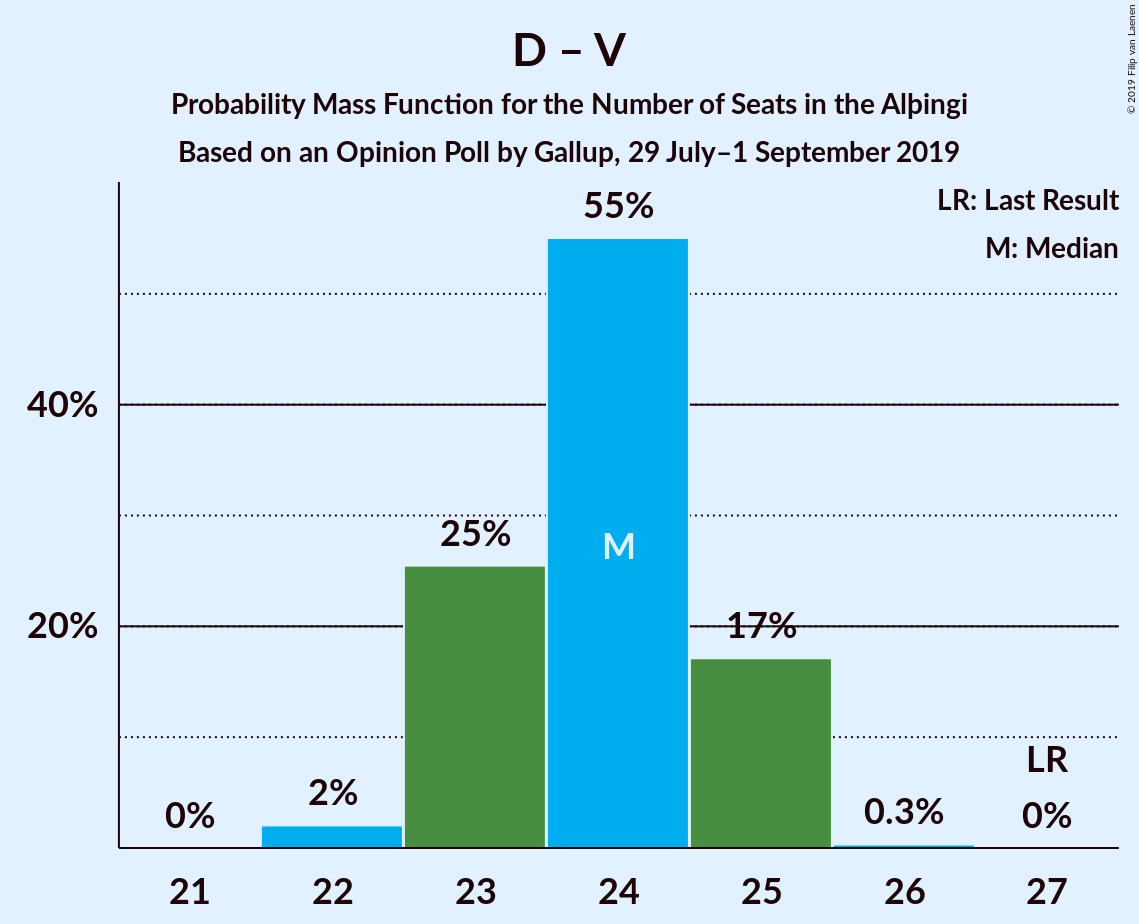 D – V
Probability Mass Function for the Number of Seats in the Alþingi
Based on an Opinion Poll by Gallup, 29 July–1 September 2019
© 2019 Filip van Laenen
LR: Last Result
M: Median
55%
40%
25%
M
20%
17%
LR
2%
0%
0.3%
0%
21 22 23 24 25 26 27